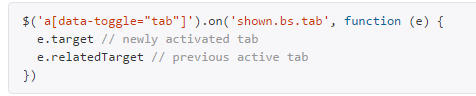 $('a[data-toggle="tab"]').on('shown.bs.tab', function (e) {
  e.target // newly activated tab
  e.relatedTarget // previous active tab
})